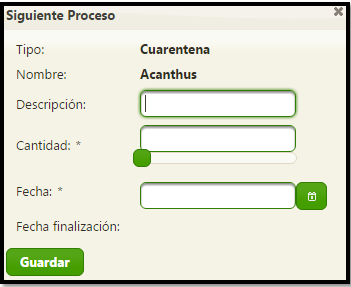 Siguiente Proceso
Tipo: Cuarentena
Nombre: Acanthus
Descripción:
Cantidad: *
Fecha: *
Fecha finalización:
Guardar